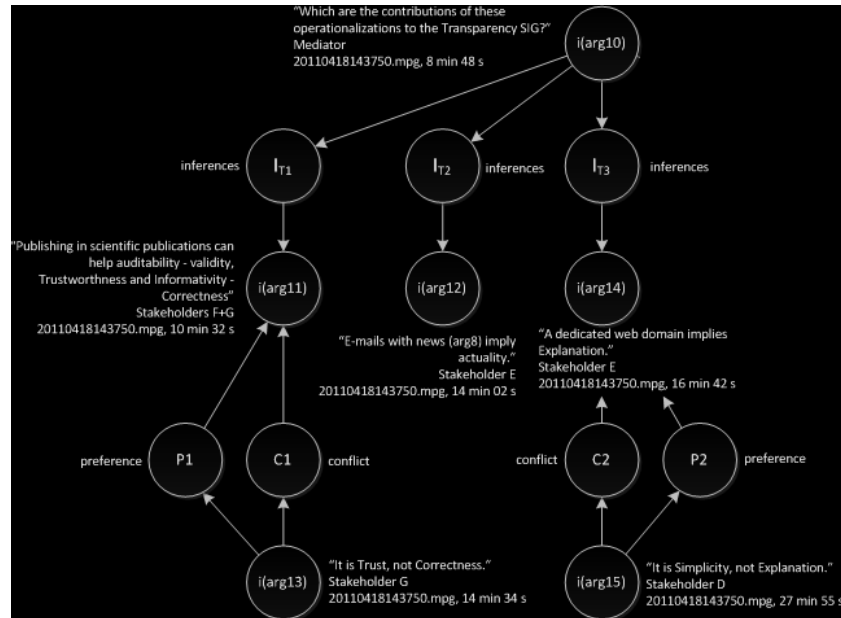 "Which are the contributions of these
operationalizations to the Transparency SIG?"
Mediator
20110418143750.mpg, 8 min 48 s
i(arg10)
inferences
IT1
IT2
inferences
IT3
inferences
"Publishing in scientific publications can
help auditability - validity,
Trustworthness and Informativity -
Correctness"
Stakeholders F+G
20110418143750.mpg, 10 min 32 s
i(arg11)
i(arg12)
i(arg14)
"E-mails with news (arg8) imply
actuality."
Stakeholder E
20110418143750.mpg, 14 min 02 s
"A dedicated web domain implies
Explanation."
Stakeholder E
20110418143750.mpg, 16 min 42 s
preference
P1
C1
conflict
conflict
C2
P2
preference
i(arg13)
"It is Trust, not Correctness."
Stakeholder G
20110418143750.mpg, 14 min 34 s
i(arg15)
"It is Simplicity, not Explanation."
Stakeholder D
20110418143750.mpg, 27 min 55 s